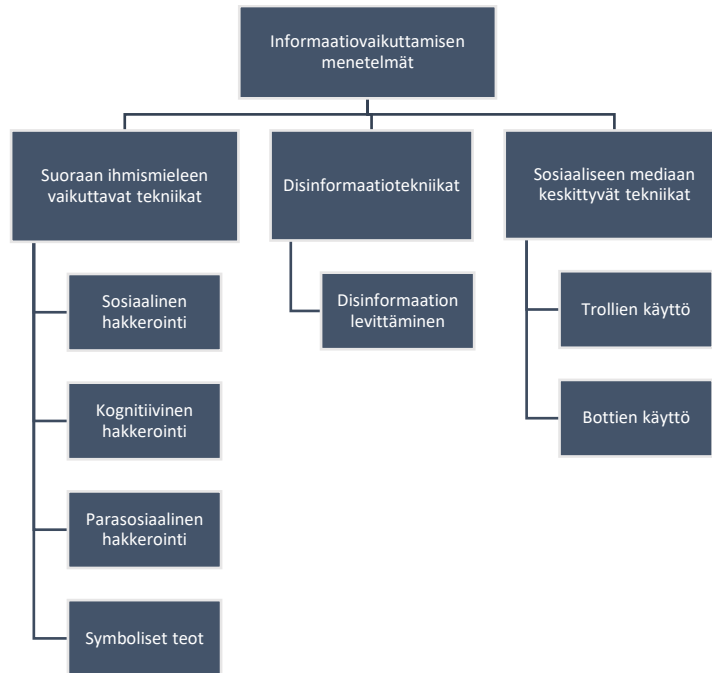 Informaatiovaikuttamisen
menetelmät
Suoraan ihmismieleen
vaikuttavat tekniikat
Disinformaatiotekniikat
Sosiaaliseen mediaan
keskittyvät tekniikat
Sosiaalinen
hakkerointi
Kognitiivinen
hakkerointi
Parasosiaalinen
hakkerointi
Symboliset teot
Disinformaation
levittäminen
Trollien käyttö
Bottien käyttö